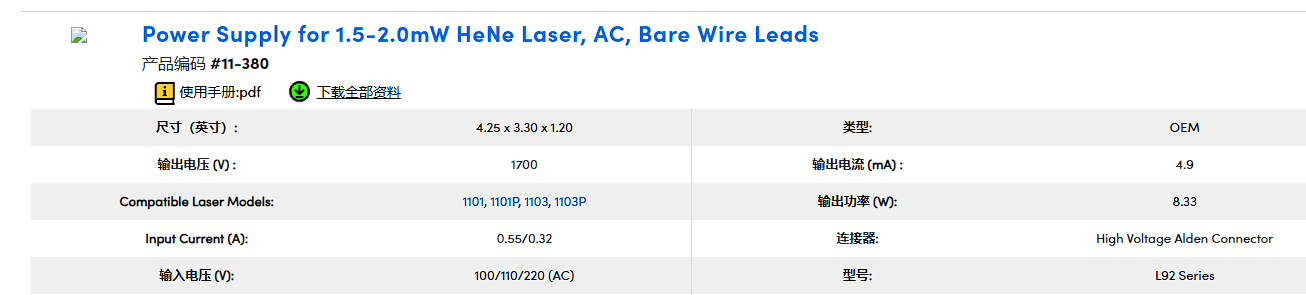 Power Supply for 1.5-2.0mW HeNe Laser, AC, Bare Wire Leads
产品编码 #11-380
使用手册:pdf 下载全部资料
尺寸（英寸）: 4.25 x 3.30 x 1.20 类型: OEM
输出电压 (V) : 1700 输出电流 (mA) : 4.9
Compatible Laser Models: 1101, 1101P, 1103, 1103P 输出功率 (W): 8.33
Input Current (A): 0.55/0.32 连接器: High Voltage Alden Connector
输入电压 (V): 100/110/220 (AC) 型号: L92 Series